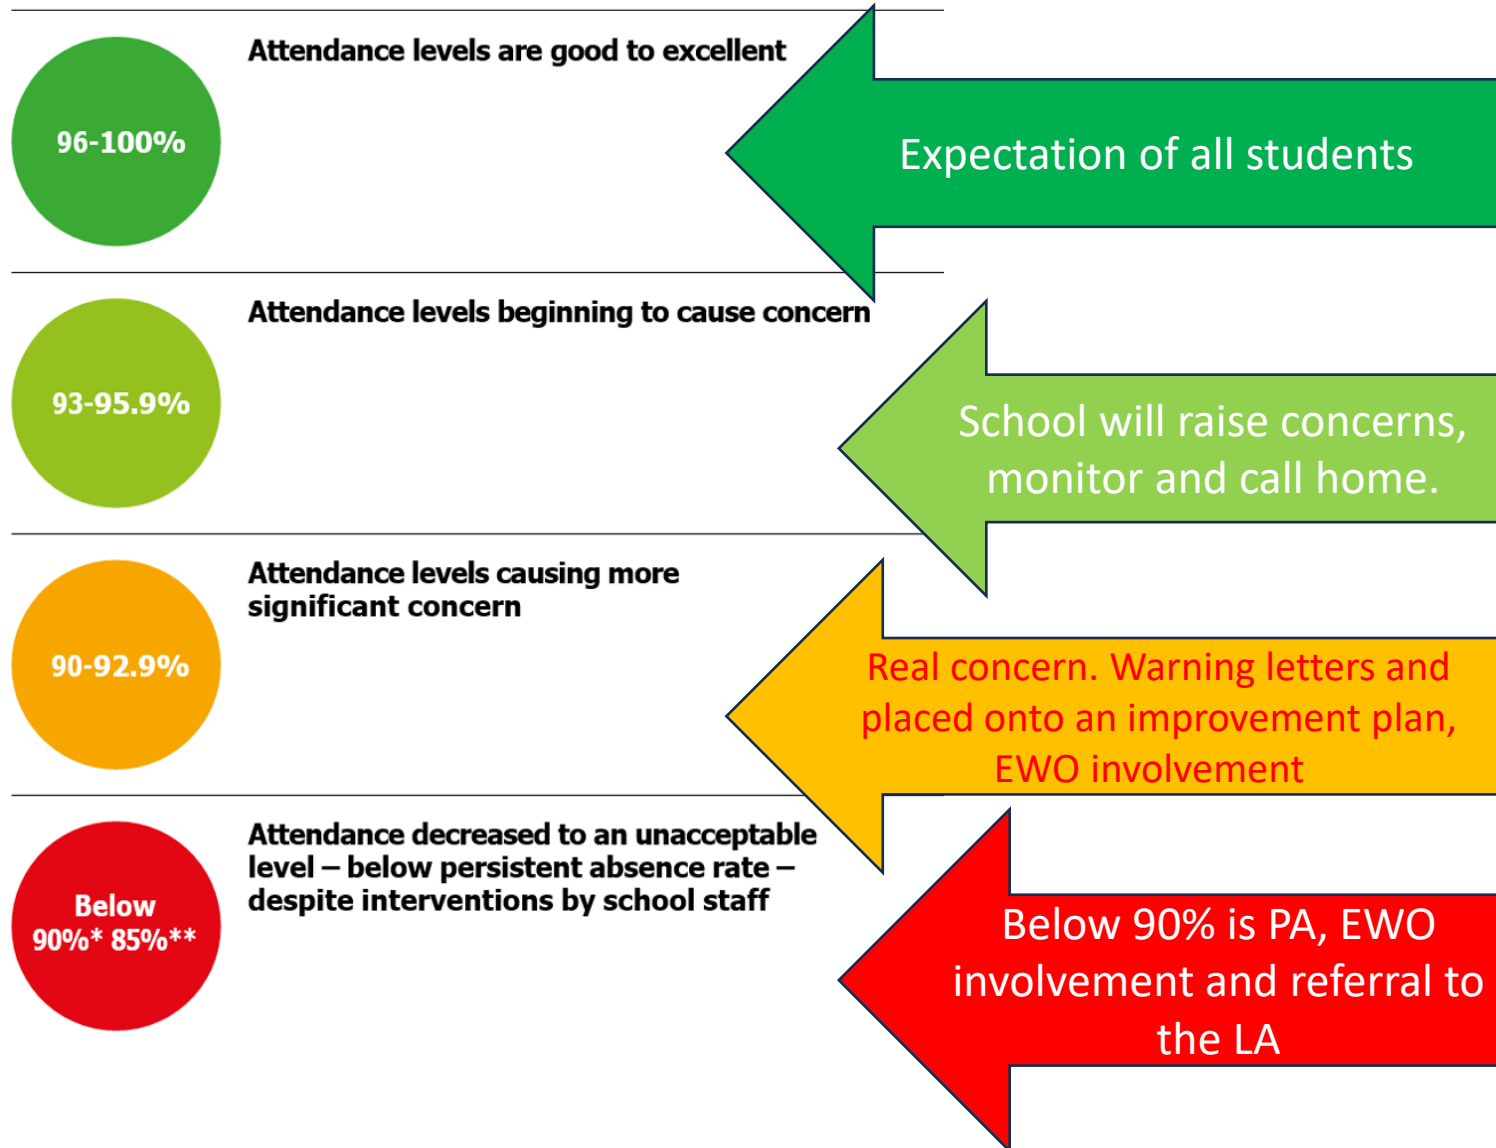 96-100%
Attendance levels are good to excellent
Expectation of all students
93-95.9%
Attendance levels beginning to cause concern
School will raise concerns,
monitor and call home.
90-92.9%
Attendance levels causing more
significant concern
Real concern. Warning letters and
placed onto an improvement plan,
EWO involvement
Below
90%* 85%**
Attendance decreased to an unacceptable
level – below persistent absence rate –
despite interventions by school staff
Below 90% is PA, EWO
involvement and referral to
the LA